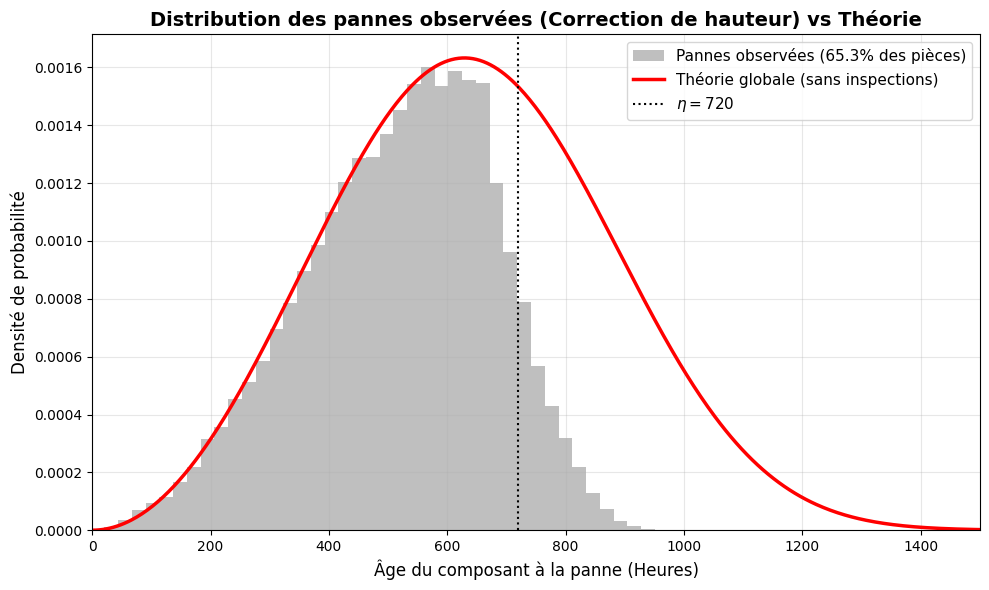 Distribution des pannes observées (Correction de hauteur) vs Théorie
Pannes observées (65.3% des pièces)
Théorie globale (sans inspections)
η = 720
Densité de probabilité
0.0016
0.0014
0.0012
0.0010
0.0008
0.0006
0.0004
0.0002
0.0000
0 200 400 600 800 1000 1200 1400
Âge du composant à la panne (Heures)